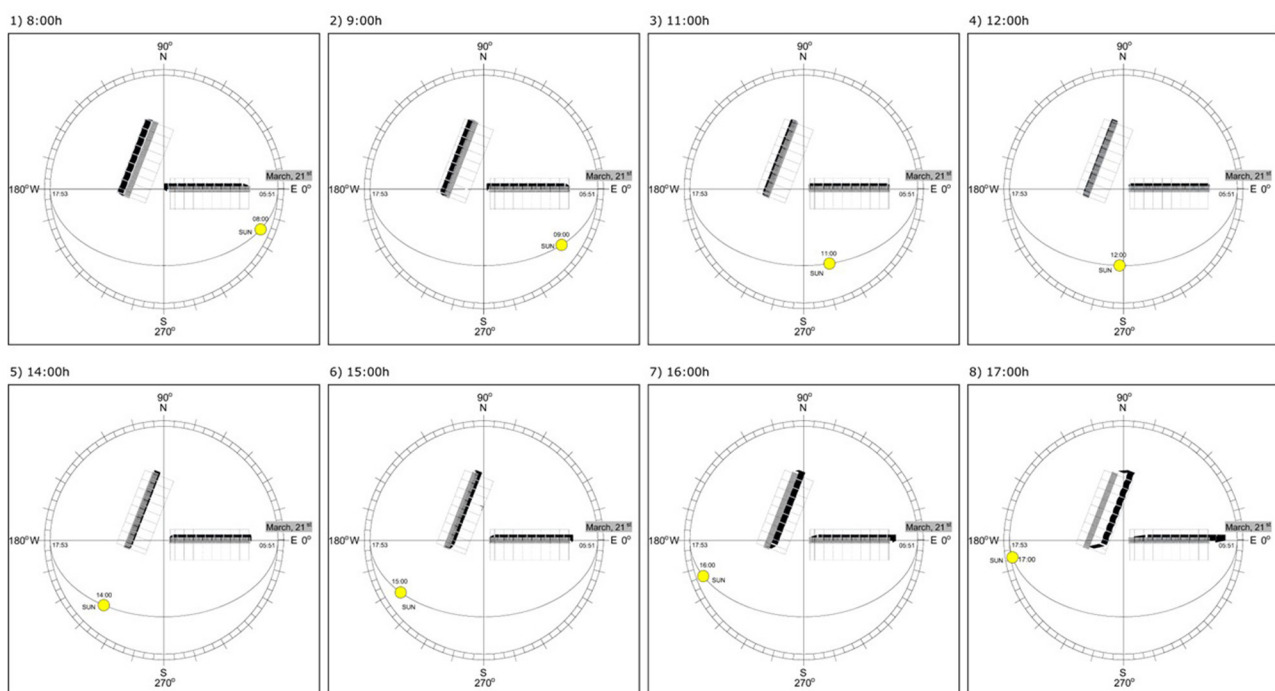 1) 8:00h
90°
N
March, 21st
180°W
17:53
05:51
E 0°
08:00
SUN
S
270°
2) 9:00h
90°
N
March, 21st
180°W
17:53
05:51
E 0°
09:00
SUN
S
270°
3) 11:00h
90°
N
March, 21st
180°W
17:53
05:51
E 0°
11:00
SUN
S
270°
4) 12:00h
90°
N
March, 21st
180°W
17:53
05:51
E 0°
12:00
SUN
S
270°
5) 14:00h
90°
N
March, 21st
180°W
17:53
05:51
E 0°
14:00
SUN
S
270°
6) 15:00h
90°
N
March, 21st
180°W
17:53
05:51
E 0°
15:00
SUN
S
270°
7) 16:00h
90°
N
March, 21st
180°W
17:53
05:51
E 0°
16:00
SUN
S
270°
8) 17:00h
90°
N
March, 21st
180°W
17:53
05:51
E 0°
SUN 17:00
S
270°